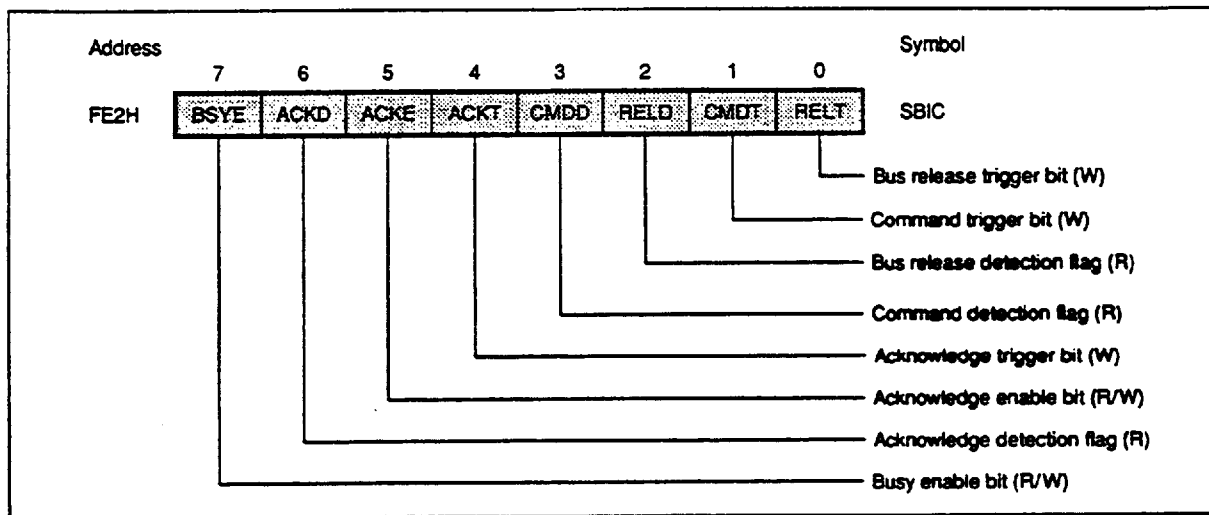 Address Symbol
7 6 5 4 3 2 1 0
FE2H BSYE ACKD ACKE ACKT CMDD RELD CMDT RELT SBIC
Bus release trigger bit (W)
Command trigger bit (W)
Bus release detection flag (R)
Command detection flag (R)
Acknowledge trigger bit (W)
Acknowledge enable bit (R/W)
Acknowledge detection flag (R)
Busy enable bit (R/W)